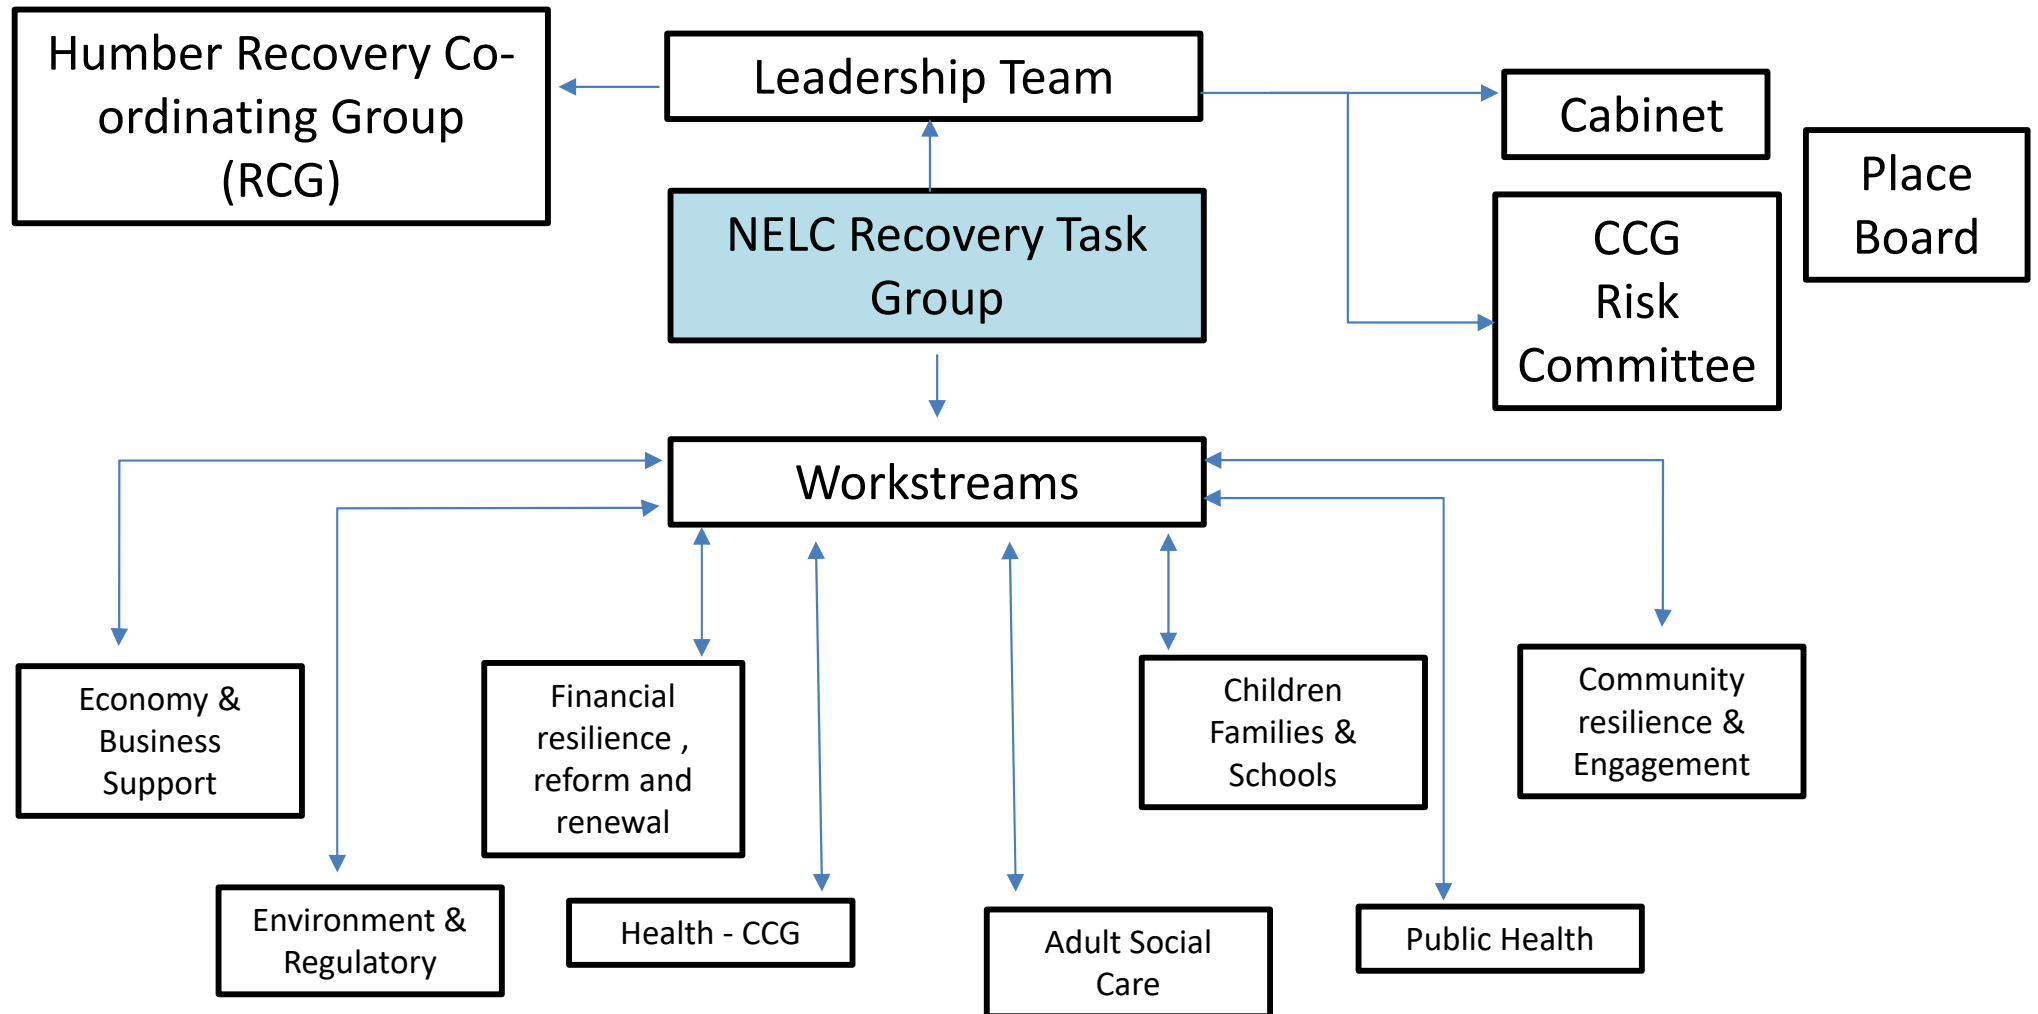 Humber Recovery Co-
ordinating Group
(RCG)
Leadership Team
Cabinet
Place
Board
NELC Recovery Task
Group
CCG
Risk
Committee
Workstreams
Economy &
Business
Support
Financial
resilience ,
reform and
renewal
Children
Families &
Schools
Community
resilience &
Engagement
Environment &
Regulatory
Health - CCG
Adult Social
Care
Public Health